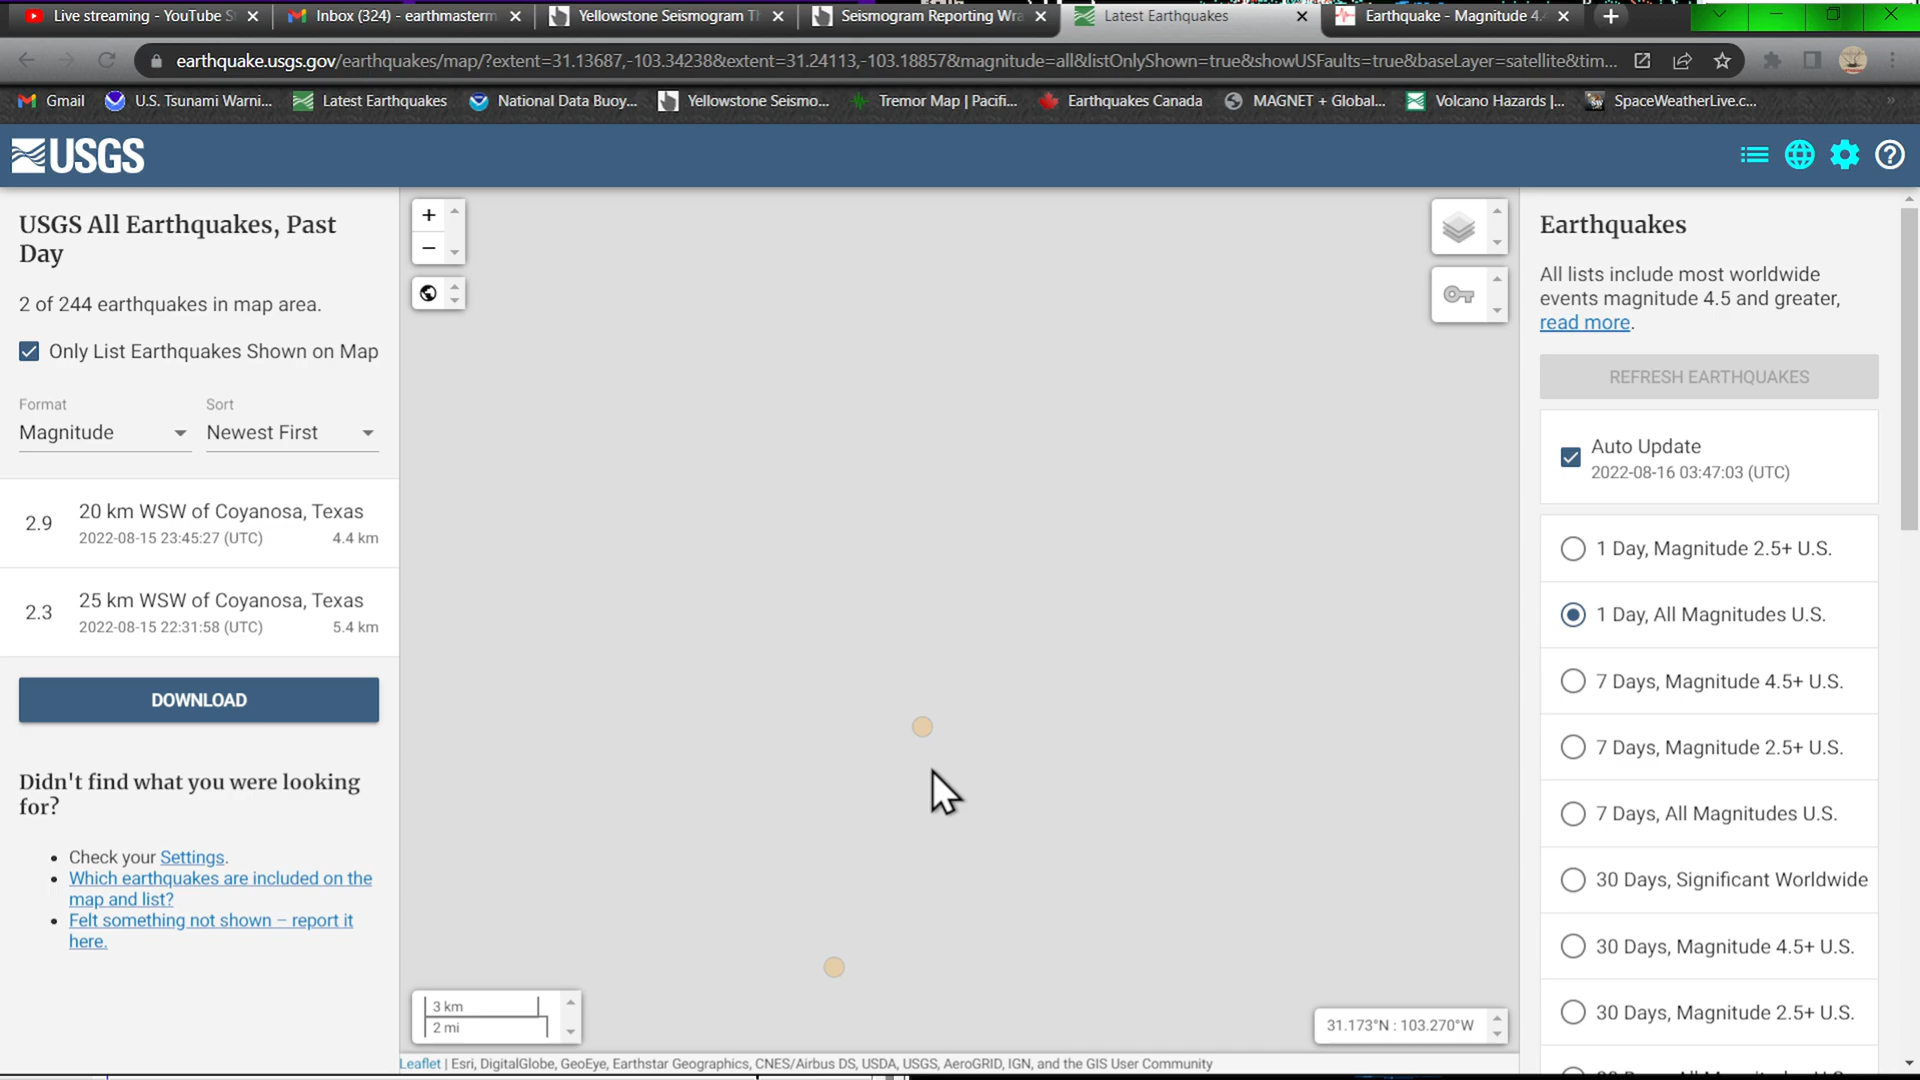 Live streaming - YouTube S
Inbox (324) - earthmasterm
Yellowstone Seismogram Th
Seismogram Reporting Wra
Latest Earthquakes
Earthquake - Magnitude 4.
earthquake.usgs.gov/earthquakes/map/?extent=31.13687,-103.34238&extent=31.24113,-103.18857&magnitude=all&listOnlyShown=true&showUSFaults=true&baseLayer=satellite&tim...
Gmail
U.S. Tsunami Warni...
Latest Earthquakes
National Data Buoy...
Yellowstone Seismo...
Tremor Map | Pacifi...
Earthquakes Canada
MAGNET + Global...
Volcano Hazards |...
SpaceWeatherLive.c...
»
USGS
USGS All Earthquakes, Past
Day
2 of 244 earthquakes in map area.
Only List Earthquakes Shown on Map
Format
Sort
Magnitude
Newest First
2.9
20 km WSW of Coyanosa, Texas
2022-08-15 23:45:27 (UTC)
4.4 km
2.3
25 km WSW of Coyanosa, Texas
2022-08-15 22:31:58 (UTC)
5.4 km
DOWNLOAD
Didn't find what you were looking
for?
• Check your Settings.
• Which earthquakes are included on the
map and list?
• Felt something not shown – report it
here.
+
−
3 km
2 mi
31.173°N : 103.270°W
Leaflet | Esri, DigitalGlobe, GeoEye, Earthstar Geographics, CNES/Airbus DS, USDA, USGS, AeroGRID, IGN, and the GIS User Community
Earthquakes
All lists include most worldwide
events magnitude 4.5 and greater,
read more.
REFRESH EARTHQUAKES
Auto Update
2022-08-16 03:47:03 (UTC)
1 Day, Magnitude 2.5+ U.S.
1 Day, All Magnitudes U.S.
7 Days, Magnitude 4.5+ U.S.
7 Days, Magnitude 2.5+ U.S.
7 Days, All Magnitudes U.S.
30 Days, Significant Worldwide
30 Days, Magnitude 4.5+ U.S.
30 Days, Magnitude 2.5+ U.S.